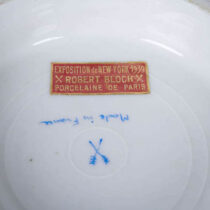 EXPOSITION de NEW YORK 1939
ROBERT BLOCH
PORCELAINE DE PARIS
Made in France